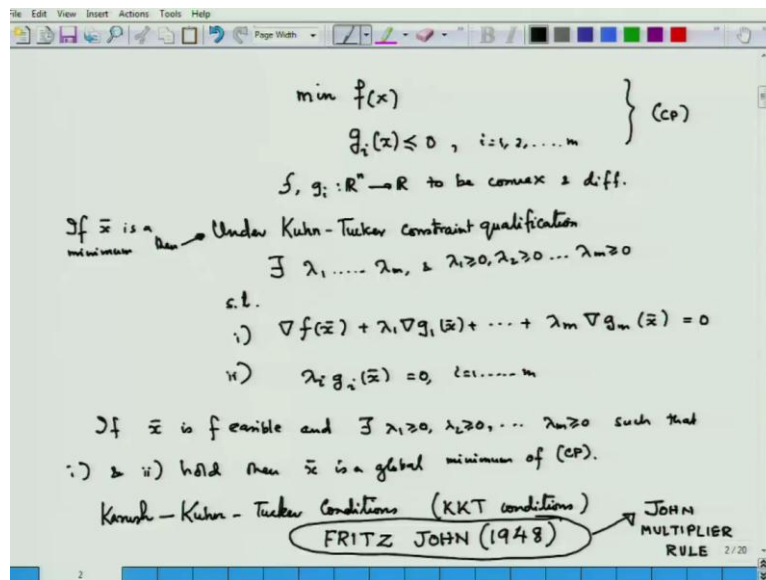 File Edit View Insert Actions Tools Help
Page Width
min f(x)
g_i(x) ≤ 0 , i=1, 2, .... m } (CP)
f, g_i : R^n → R to be convex & diff.
If x̄ is a minimum then → Under Kuhn-Tucker constraint qualification
∃ λ_1 ..... λ_m, & λ_1≥0, λ_2≥0 ... λ_m≥0
s.t.
i) ∇f(x̄) + λ_1∇g_1(x̄) + ... + λ_m ∇g_m(x̄) = 0
ii) λ_i g_i(x̄) = 0, i=1...... m
If x̄ is feasible and ∃ λ_1≥0, λ_2≥0, ... λ_m≥0 such that
i) & ii) hold then x̄ is a global minimum of (CP).
Karush-Kuhn-Tucker Conditions (KKT conditions)
FRITZ JOHN (1948) → JOHN
MULTIPLIER
RULE
2/20
2